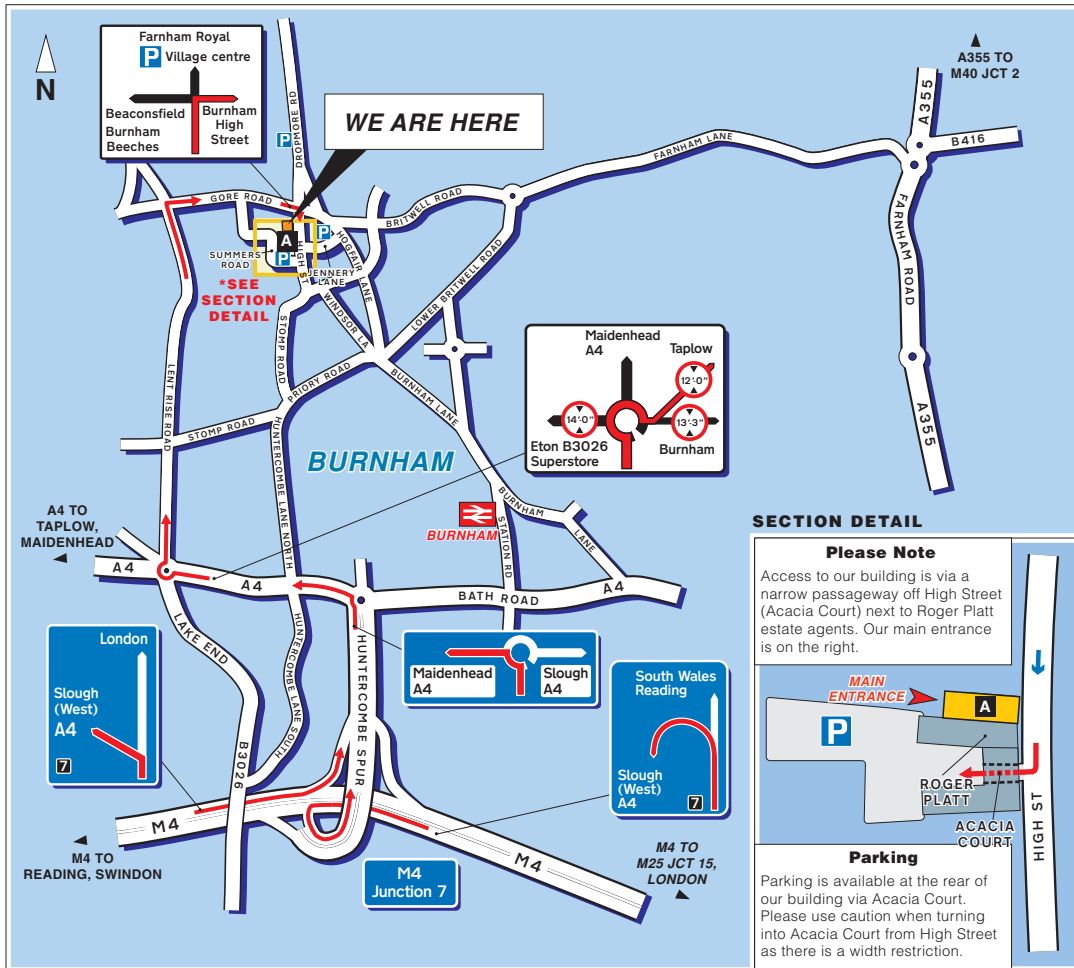 Farnham Royal
P Village centre
Beaconsfield
Burnham
Beeches
Burnham
High
Street
N
WE ARE HERE
A355 TO
M40 JCT 2
A355
B416
FARNHAM LANE
FARNHAM ROAD
A355
DROPMORE RD
P
GORE ROAD
BRITWELL ROAD
HOGFAIR LANE
A
P
P
SUMMERS
ROAD
HIGH ST
JENNERY
LANE
*SEE
SECTION
DETAIL
WINDSOR LA
LOWER BRITWELL ROAD
STOMP ROAD
PRIORY ROAD
BURNHAM LANE
LENT RISE ROAD
STOMP ROAD
HUNTERCOMBE LANE NORTH
BURNHAM
Maidenhead
A4
Taplow
12'-0"
14'-0"
13'-3"
Eton B3026
Superstore
Burnham
BURNHAM
STATION RD
BURNHAM
LANE
A4 TO
TAPLOW,
MAIDENHEAD
A4
A4
BATH ROAD
A4
LAKE END
B3026
HUNTERCOMBE LANE SOUTH
HUNTERCOMBE SPUR
London
Slough
(West)
A4
7
Maidenhead
A4
Slough
A4
South Wales
Reading
Slough
(West)
A4
7
M4
M4
M4 TO
READING, SWINDON
M4
Junction 7
M4 TO
M25 JCT 15,
LONDON
SECTION DETAIL
Please Note
Access to our building is via a
narrow passageway off High Street
(Acacia Court) next to Roger Platt
estate agents. Our main entrance
is on the right.
MAIN
ENTRANCE
A
P
ROGER
PLATT
ACACIA
COURT
HIGH ST
Parking
Parking is available at the rear of
our building via Acacia Court.
Please use caution when turning
into Acacia Court from High Street
as there is a width restriction.